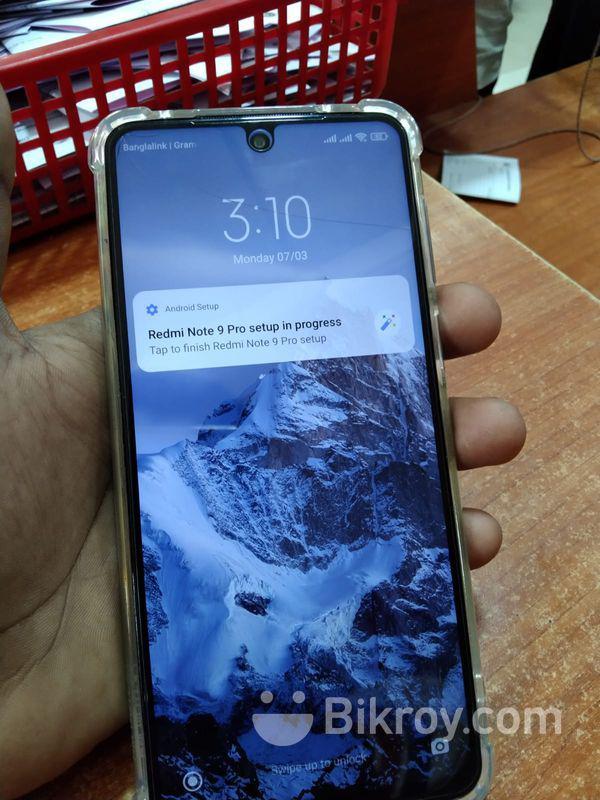 Banglalink | Gram
3:10
Monday 07/03
Android Setup
Redmi Note 9 Pro setup in progress
Tap to finish Redmi Note 9 Pro setup
Swipe up to unlock
Bikroy.com